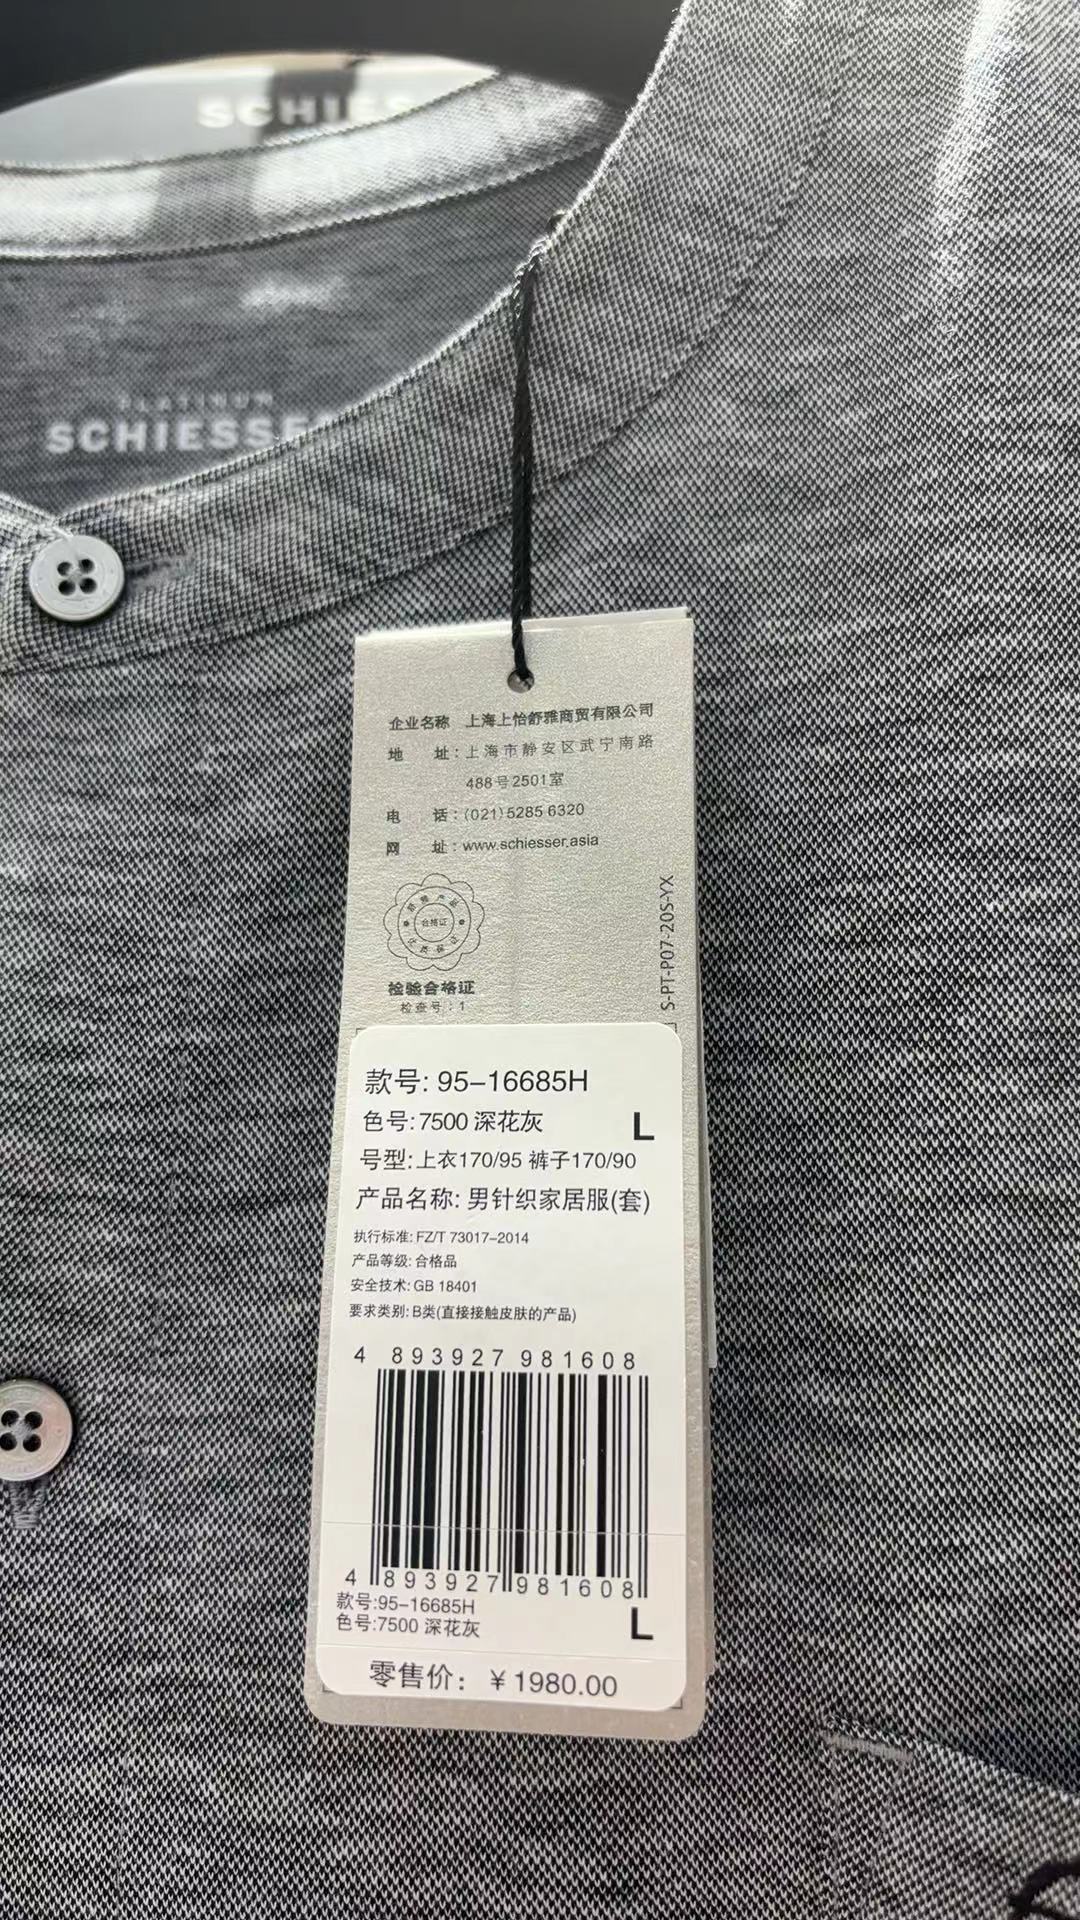 SCHIES
PLATINUM
SCHIESSE
企业名称 上海上怡舒雅商贸有限公司
地 址:上海市静安区武宁南路
488号2501室
电 话:(021)5285 6320
网 址:www.schiesser.asia
合格证
检验合格证
检查号:1
S-PT-P07-20S-YX
款号: 95-16685H
色号:7500 深花灰 L
号型:上衣170/95 裤子170/90
产品名称: 男针织家居服(套)
执行标准: FZ/T 73017-2014
产品等级: 合格品
安全技术: GB 18401
要求类别: B类(直接接触皮肤的产品)
4 893927 981608
4 893927 981608
款号:95-16685H
色号:7500 深花灰 L
零售价: ￥1980.00